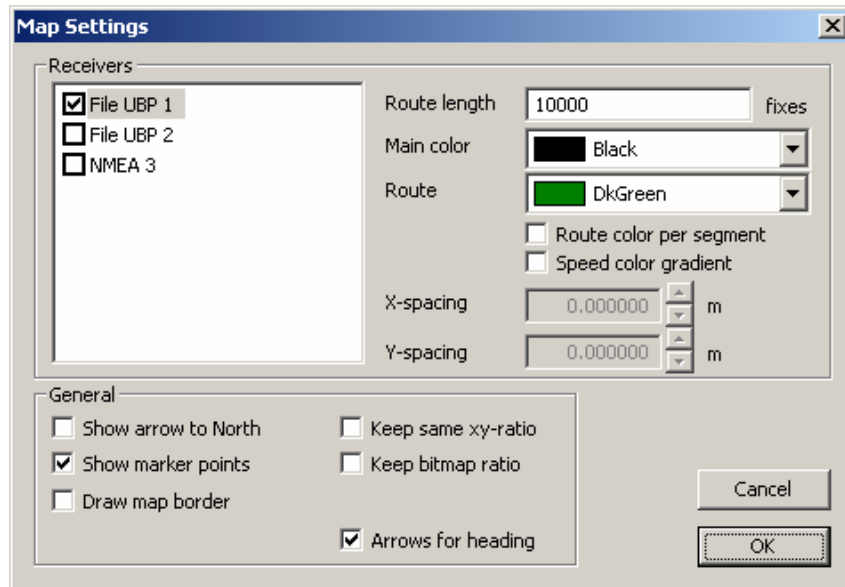 Map Settings
Receivers
File UBP 1
File UBP 2
NMEA 3
Route length 10000 fixes
Main color Black
Route DkGreen
Route color per segment
Speed color gradient
X-spacing 0.000000 m
Y-spacing 0.000000 m
General
Show arrow to North
Show marker points
Draw map border
Keep same xy-ratio
Keep bitmap ratio
Arrows for heading
Cancel
OK